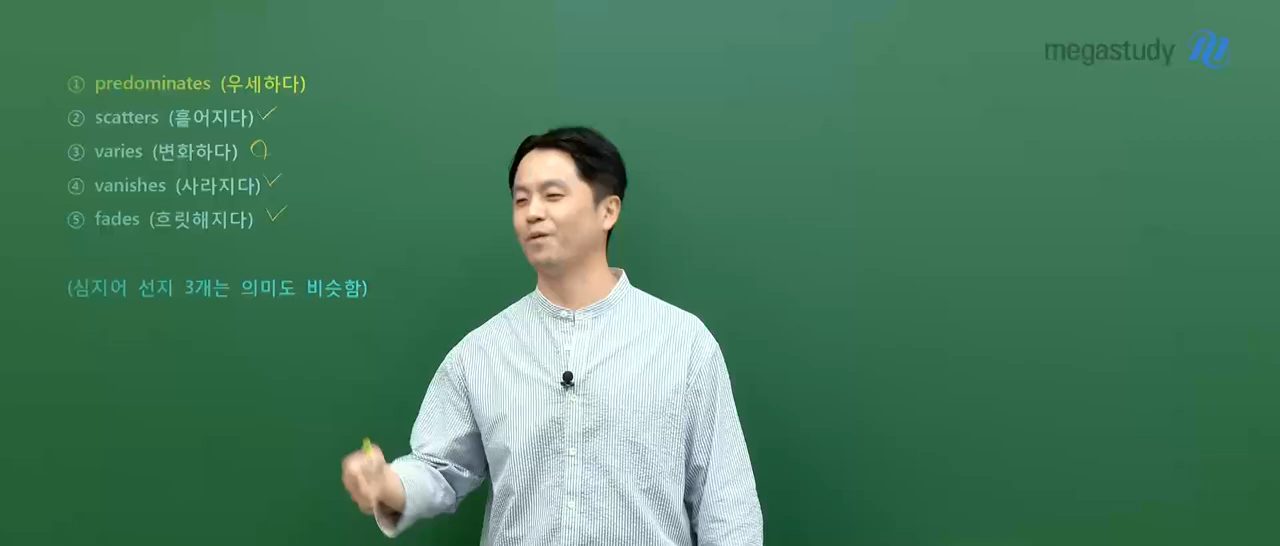 megastudy
① predominates (우세하다)
② scatters (흩어지다)
③ varies (변화하다)
④ vanishes (사라지다)
⑤ fades (흐릿해지다)
(심지어 선지 3개는 의미도 비슷함)